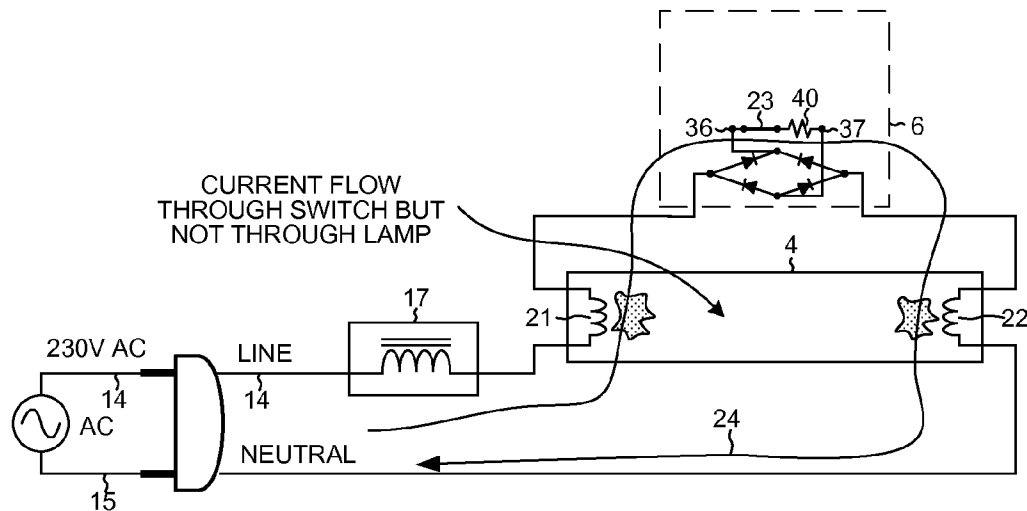 23 40
36 37 6
CURRENT FLOW
THROUGH SWITCH BUT
NOT THROUGH LAMP
4
17
21 22
230V AC LINE
14 14
AC
NEUTRAL 24
15